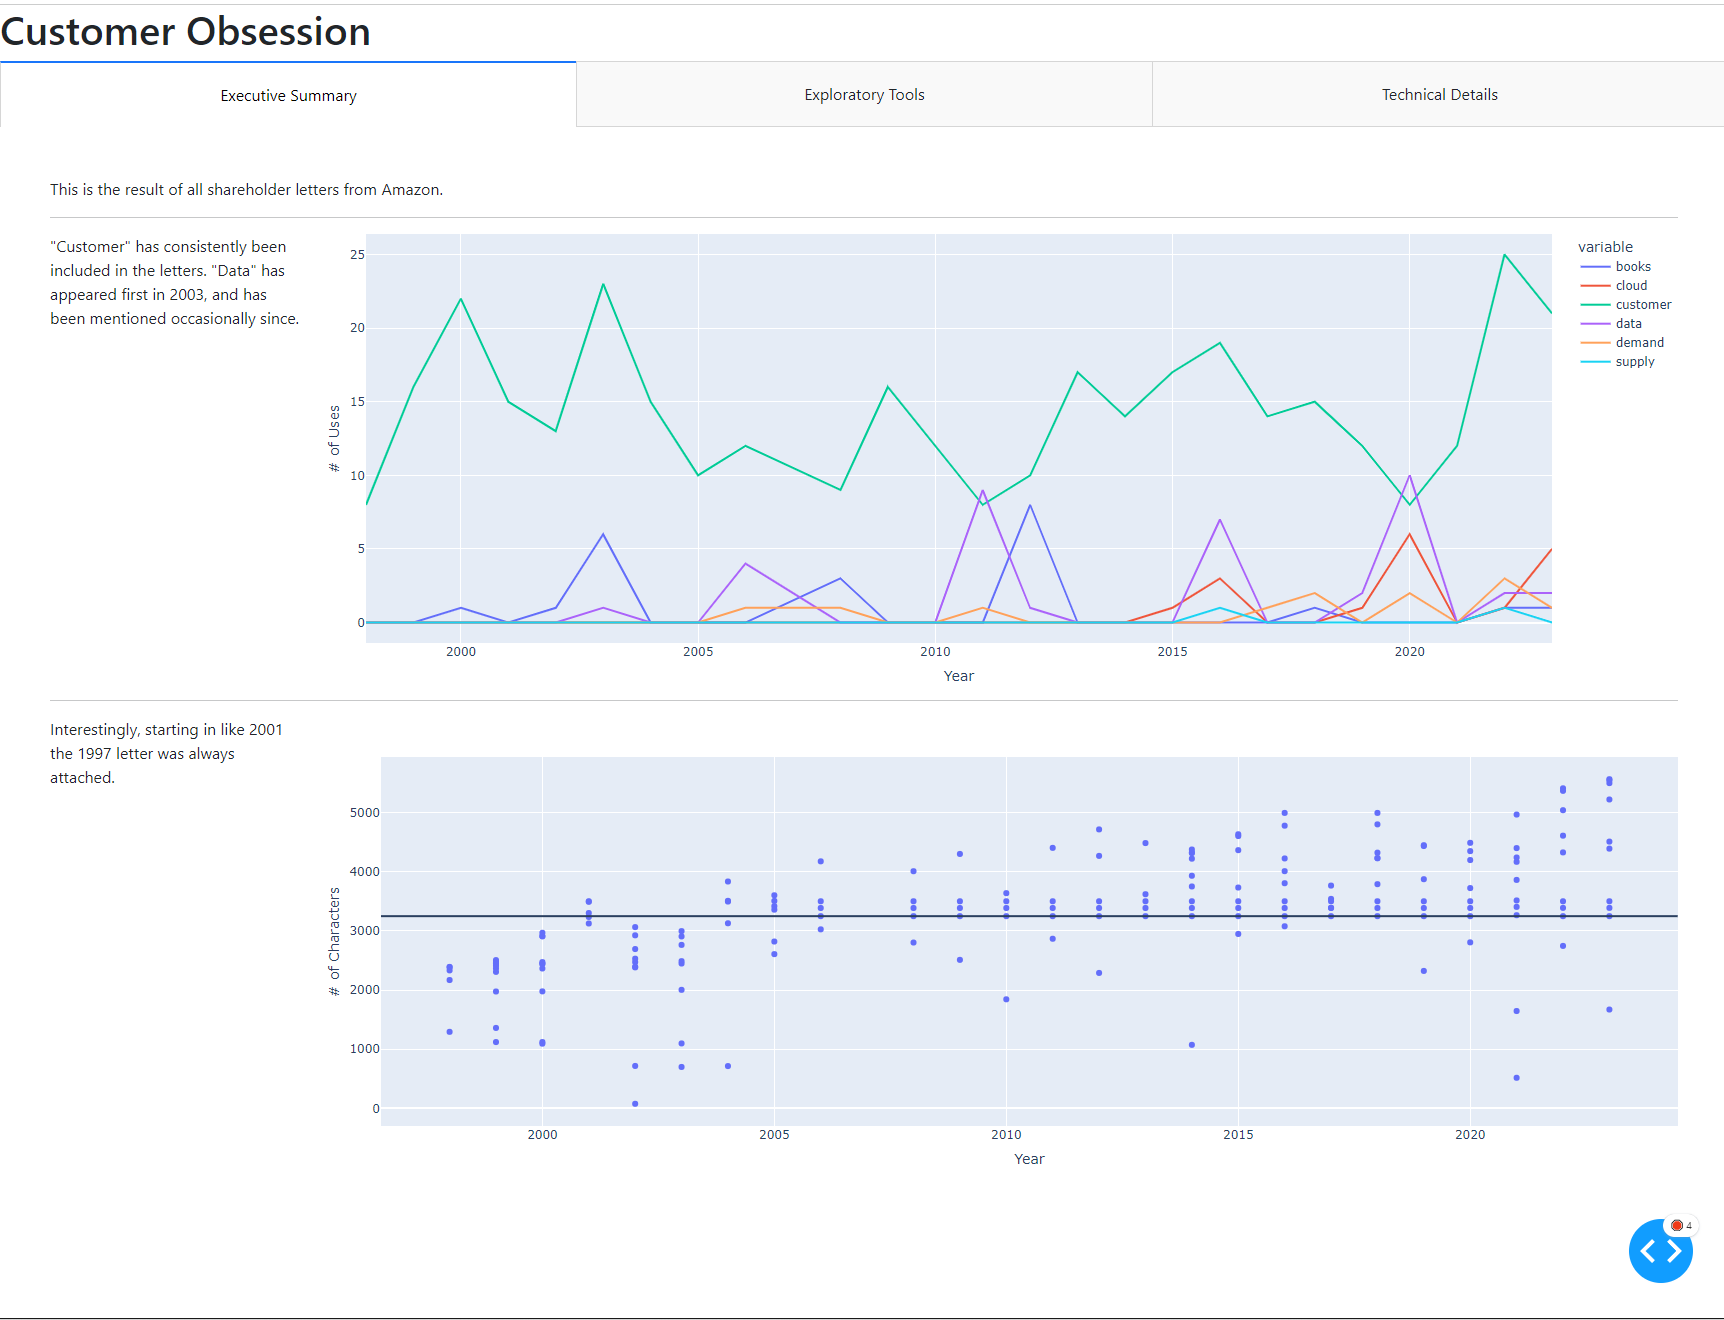 Customer Obsession
Executive Summary
Exploratory Tools
Technical Details
This is the result of all shareholder letters from Amazon.
"Customer" has consistently been
included in the letters. "Data" has
appeared first in 2003, and has
been mentioned occasionally since.
25
20
15
10
5
0
# of Uses
2000
2005
2010
2015
2020
Year
variable
books
cloud
customer
data
demand
supply
Interestingly, starting in like 2001
the 1997 letter was always
attached.
5000
4000
3000
2000
1000
0
# of Characters
2000
2005
2010
2015
2020
Year
4